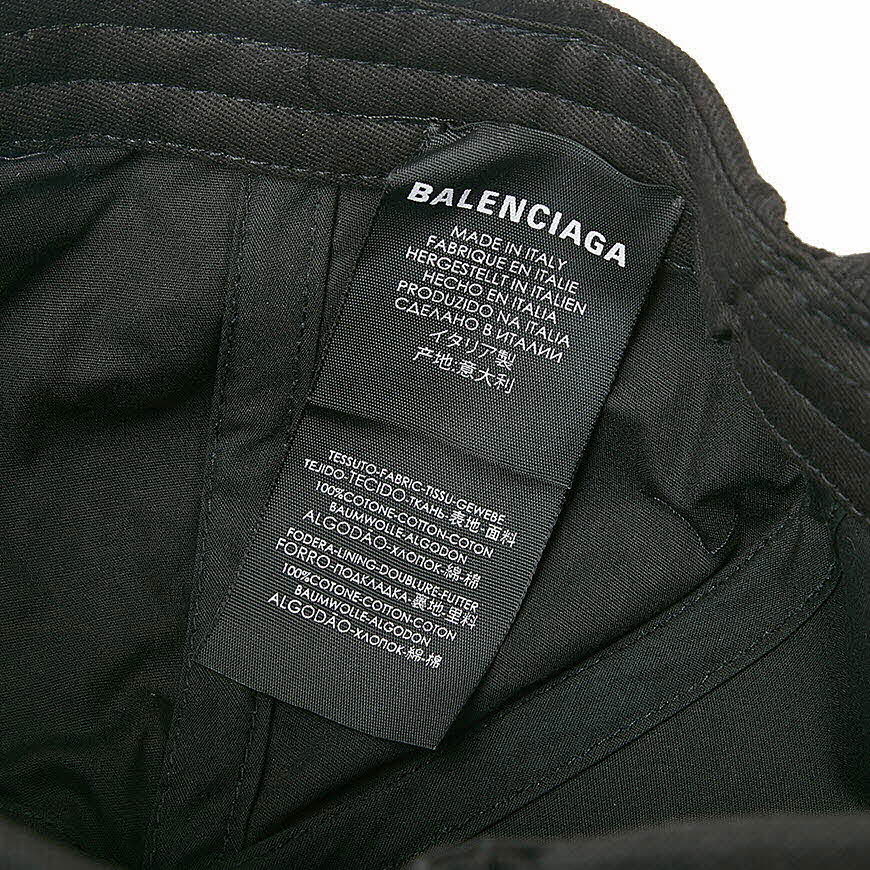 BALENCIAGA
MADE IN ITALY
FABRIQUE EN ITALIE
HERGESTELLT IN ITALIEN
HECHO EN ITALIA
PRODUZIDO NA ITALIA
СДЕЛАНО В ИТАЛИИ
イタリア製
产地:意大利
TESSUTO-FABRIC-TISSU-GEWEBE
TEJIDO-TECIDO-TKAHЬ-表地-面料
100%COTONE-COTTON-COTON
BAUMWOLLE-ALGODON
ALGODÃO-ХЛОПОК-綿-棉
FODERA-LINING-DOUBLURE-FUTTER
FORRO-ПОДКЛАДКА-裏地-里料
100%COTONE-COTTON-COTON
BAUMWOLLE-ALGODON
ALGODÃO-ХЛОПОК-綿-棉